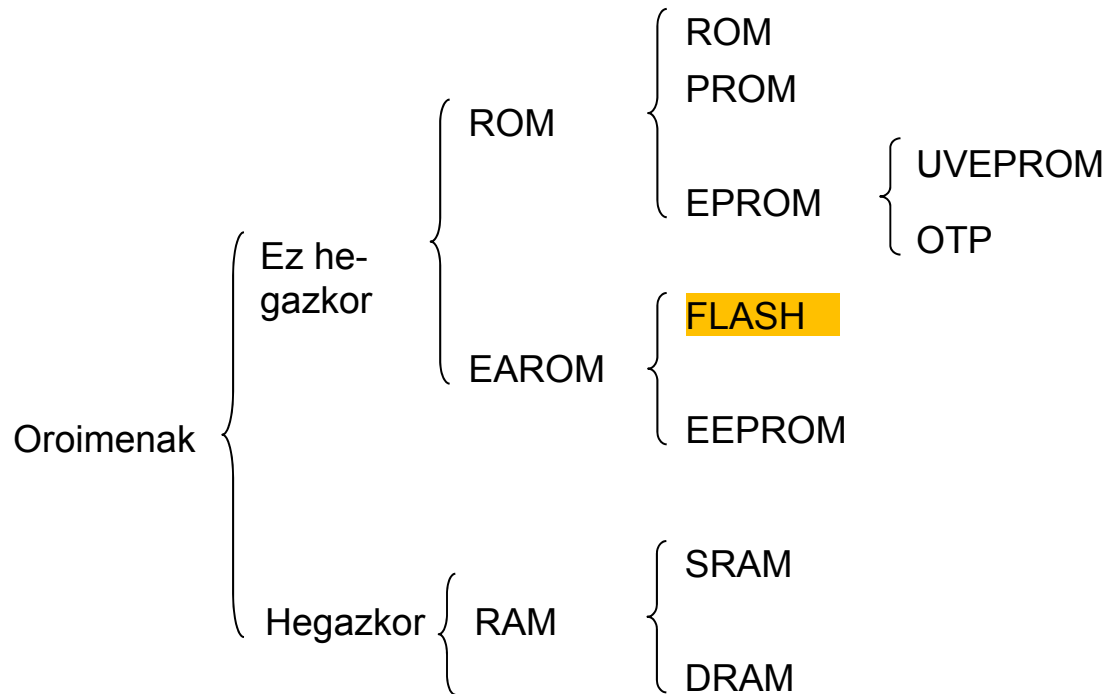 ROM
PROM
ROM
UVEPROM
EPROM
OTP
Ez he-
gazkor
FLASH
EAROM
EEPROM
Oroimenak
SRAM
Hegazkor
RAM
DRAM